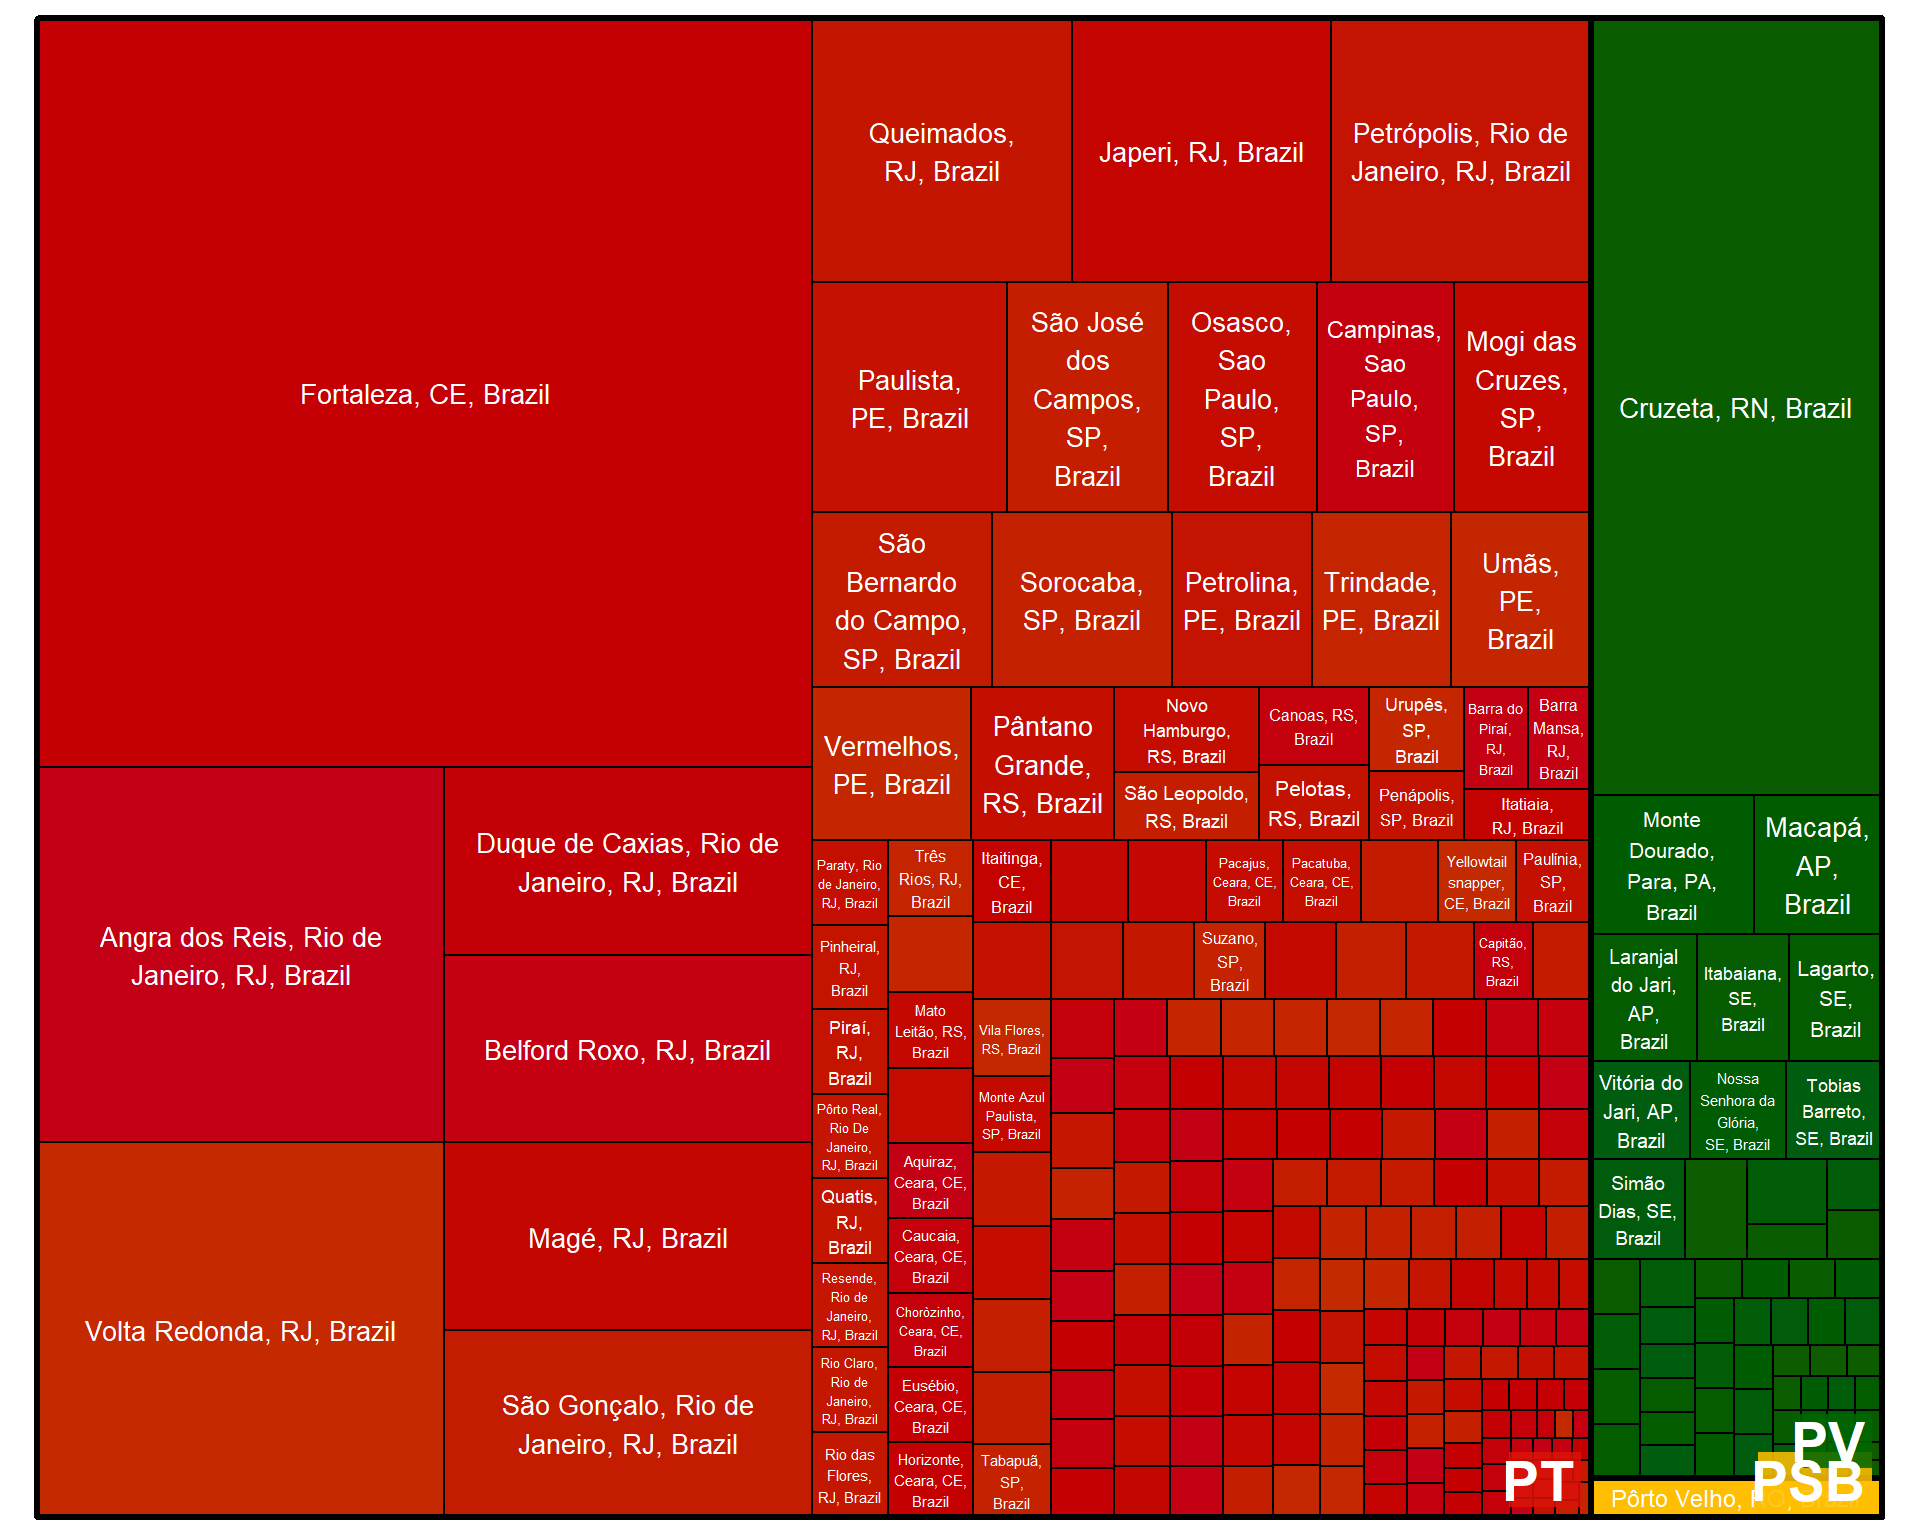 Fortaleza, CE, Brazil
Angra dos Reis, Rio de
Janeiro, RJ, Brazil
Volta Redonda, RJ, Brazil
Duque de Caxias, Rio de
Janeiro, RJ, Brazil
Belford Roxo, RJ, Brazil
Magé, RJ, Brazil
São Gonçalo, Rio de
Janeiro, RJ, Brazil
Queimados,
RJ, Brazil
Japeri, RJ, Brazil
Petrópolis, Rio de
Janeiro, RJ, Brazil
Paulista,
PE, Brazil
São José
dos
Campos,
SP,
Brazil
Osasco,
Sao
Paulo,
SP,
Brazil
Campinas,
Sao
Paulo,
SP,
Brazil
Mogi das
Cruzes,
SP,
Brazil
São
Bernardo
do Campo,
SP, Brazil
Sorocaba,
SP, Brazil
Petrolina,
PE, Brazil
Trindade,
PE, Brazil
Umãs,
PE,
Brazil
Vermelhos,
PE, Brazil
Pântano
Grande,
RS, Brazil
Novo
Hamburgo,
RS, Brazil
São Leopoldo,
RS, Brazil
Canoas, RS,
Brazil
Pelotas,
RS, Brazil
Urupês,
SP,
Brazil
Penápolis,
SP, Brazil
Barra do
Piraí,
RJ,
Brazil
Barra
Mansa,
RJ,
Brazil
Itatiaia,
RJ, Brazil
Paraty, Rio
de Janeiro,
RJ, Brazil
Pinheiral,
RJ,
Brazil
Piraí,
RJ,
Brazil
Pôrto Real,
Rio De
Janeiro,
RJ, Brazil
Quatis,
RJ,
Brazil
Resende,
Rio de
Janeiro,
RJ, Brazil
Rio Claro,
Rio de
Janeiro,
RJ, Brazil
Rio das
Flores,
RJ, Brazil
Três
Rios, RJ,
Brazil
Mato
Leitão, RS,
Brazil
Aquiraz,
Ceara, CE,
Brazil
Caucaia,
Ceara, CE,
Brazil
Choròzinho,
Ceara, CE,
Brazil
Eusébio,
Ceara, CE,
Brazil
Horizonte,
Ceara, CE,
Brazil
Itaitinga,
CE,
Brazil
Vila Flores,
RS, Brazil
Monte Azul
Paulista,
SP, Brazil
Tabapuã,
SP,
Brazil
Pacajus,
Ceara, CE,
Brazil
Pacatuba,
Ceara, CE,
Brazil
Yellowtail
snapper,
CE, Brazil
Paulínia,
SP,
Brazil
Suzano,
SP,
Brazil
Capitão,
RS,
Brazil
PT
Cruzeta, RN, Brazil
Monte
Dourado,
Para, PA,
Brazil
Macapá,
AP,
Brazil
Laranjal
do Jari,
AP,
Brazil
Itabaiana,
SE,
Brazil
Lagarto,
SE,
Brazil
Vitória do
Jari, AP,
Brazil
Nossa
Senhora da
Glória,
SE, Brazil
Tobias
Barreto,
SE, Brazil
Simão
Dias, SE,
Brazil
PV
PSB
Pôrto Velho, RO, Brazil